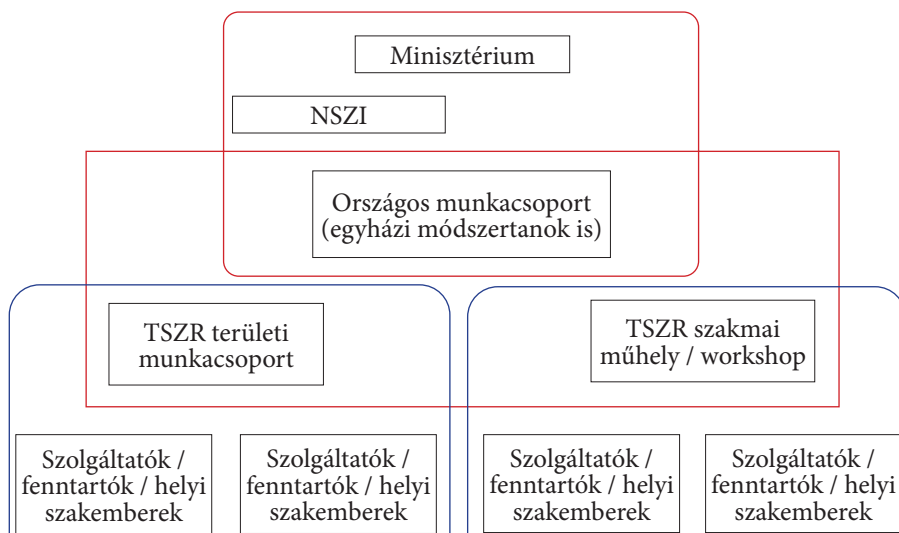 Minisztérium
NSZI
Országos munkacsoport
(egyházi módszertanok is)
TSZR területi
munkacsoport
TSZR szakmai
műhely / workshop
Szolgáltatók /
fenntartók / helyi
szakemberek
Szolgáltatók /
fenntartók / helyi
szakemberek
Szolgáltatók /
fenntartók / helyi
szakemberek
Szolgáltatók /
fenntartók / helyi
szakemberek